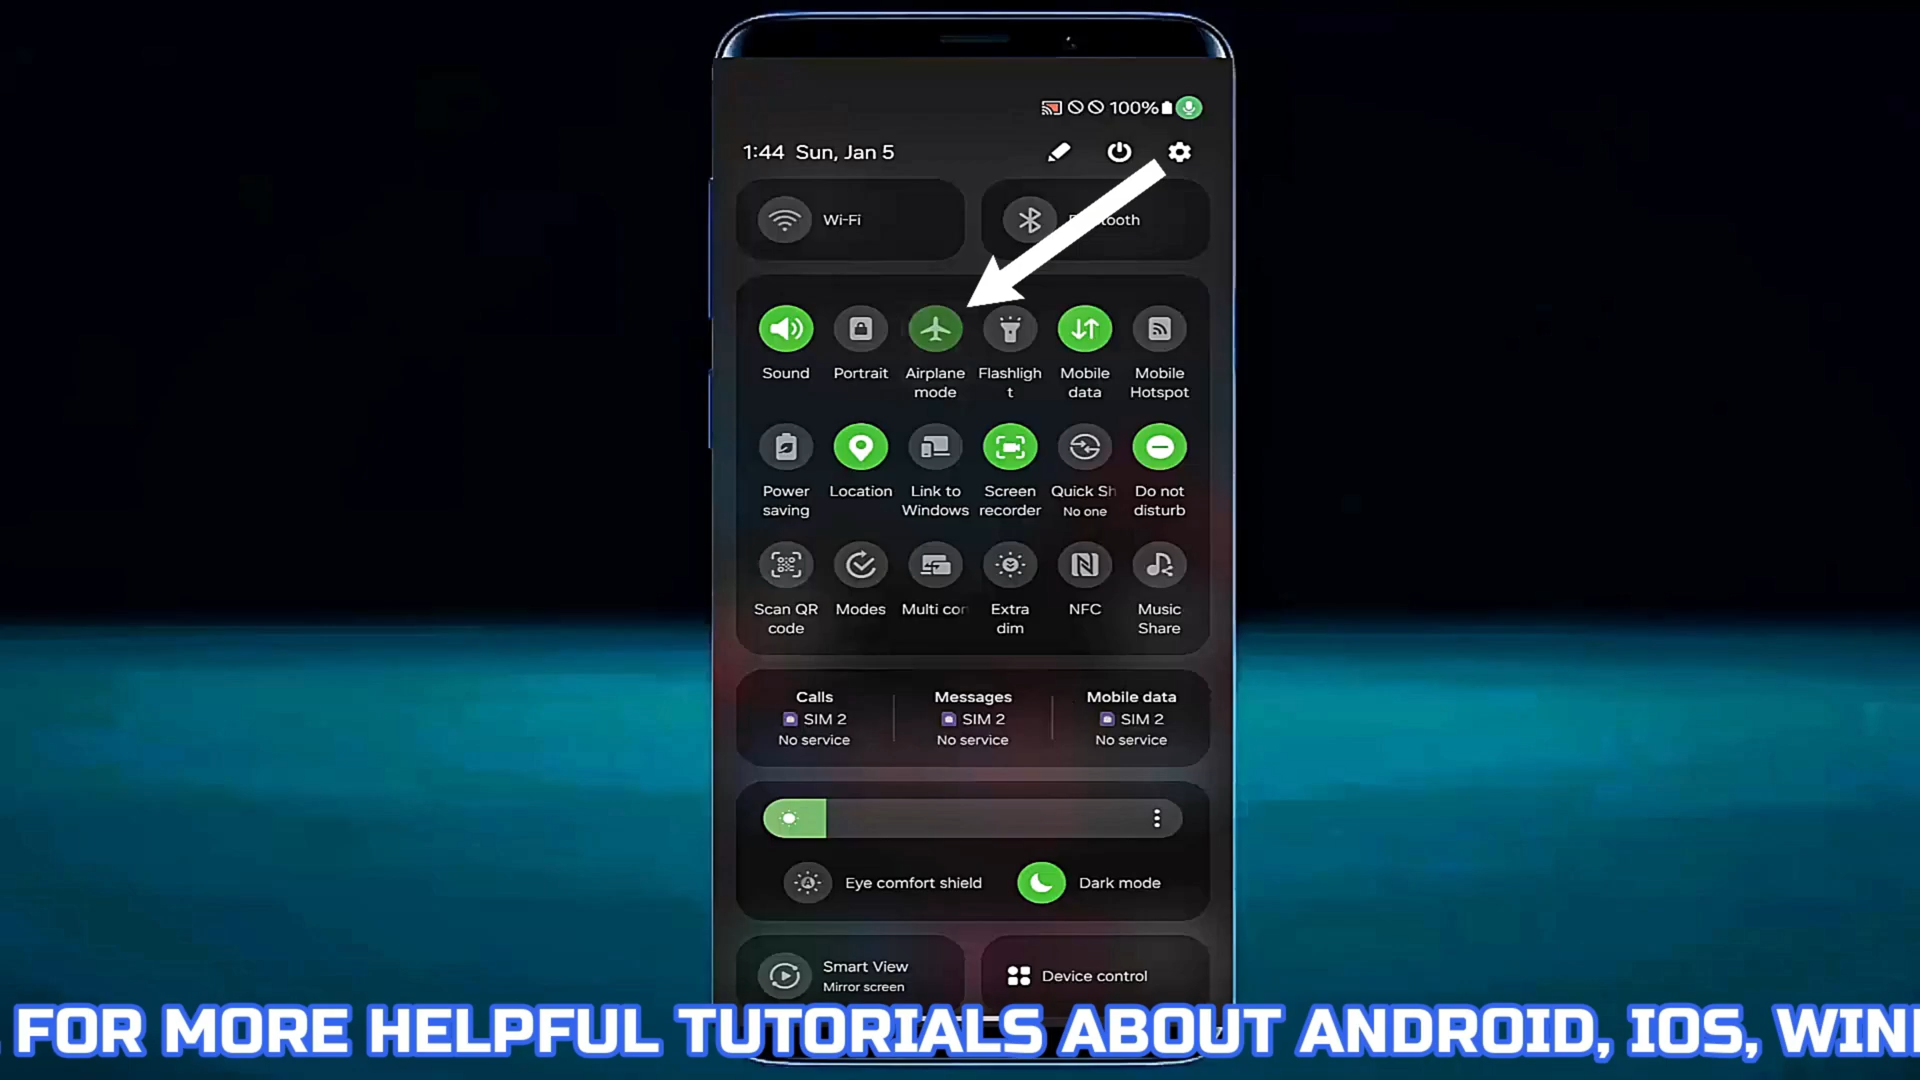 100%
1:44 Sun, Jan 5
Wi-Fi
tooth
Sound Portrait Airplane mode Flashligh t Mobile data Mobile Hotspot
Power saving Location Link to Windows Screen recorder Quick Sh No one Do not disturb
Scan QR code Modes Multi con Extra dim NFC Music Share
Calls Messages Mobile data
SIM 2 SIM 2 SIM 2
No service No service No service
Eye comfort shield Dark mode
Smart View
Mirror screen
Device control
FOR MORE HELPFUL TUTORIALS ABOUT ANDROID, IOS, WIN